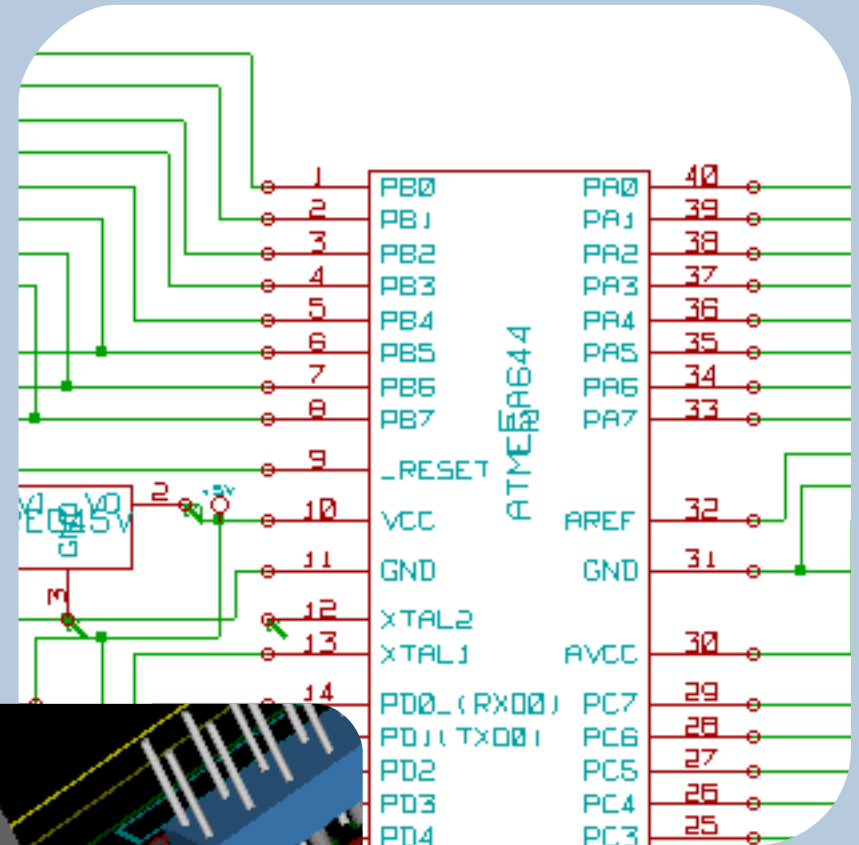 1 PB0 PA0 40
2 PB1 PA1 39
3 PB2 PA2 38
4 PB3 PA3 37
5 PB4 PA4 36
6 PB5 PA5 35
7 PB6 PA6 34
8 PB7 PA7 33
9 _RESET
2 +5V
V0
GND
10 VCC AREF 32
11 GND GND 31
3
12 XTAL2
13 XTAL1 AVCC 30
14 PD0_(RXD0) PC7 29
PD1(TXD0) PC6 28
PD2 PC5 27
PD3 PC4 26
PD4 PC3 25